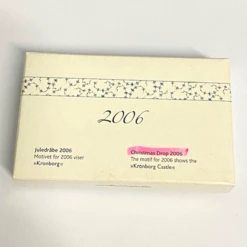 2006
Juledråbe 2006
Motivet for 2006 viser
»Kronborg«
Christmas Drop 2006
The motif for 2006 shows the
»Kronborg Castle«